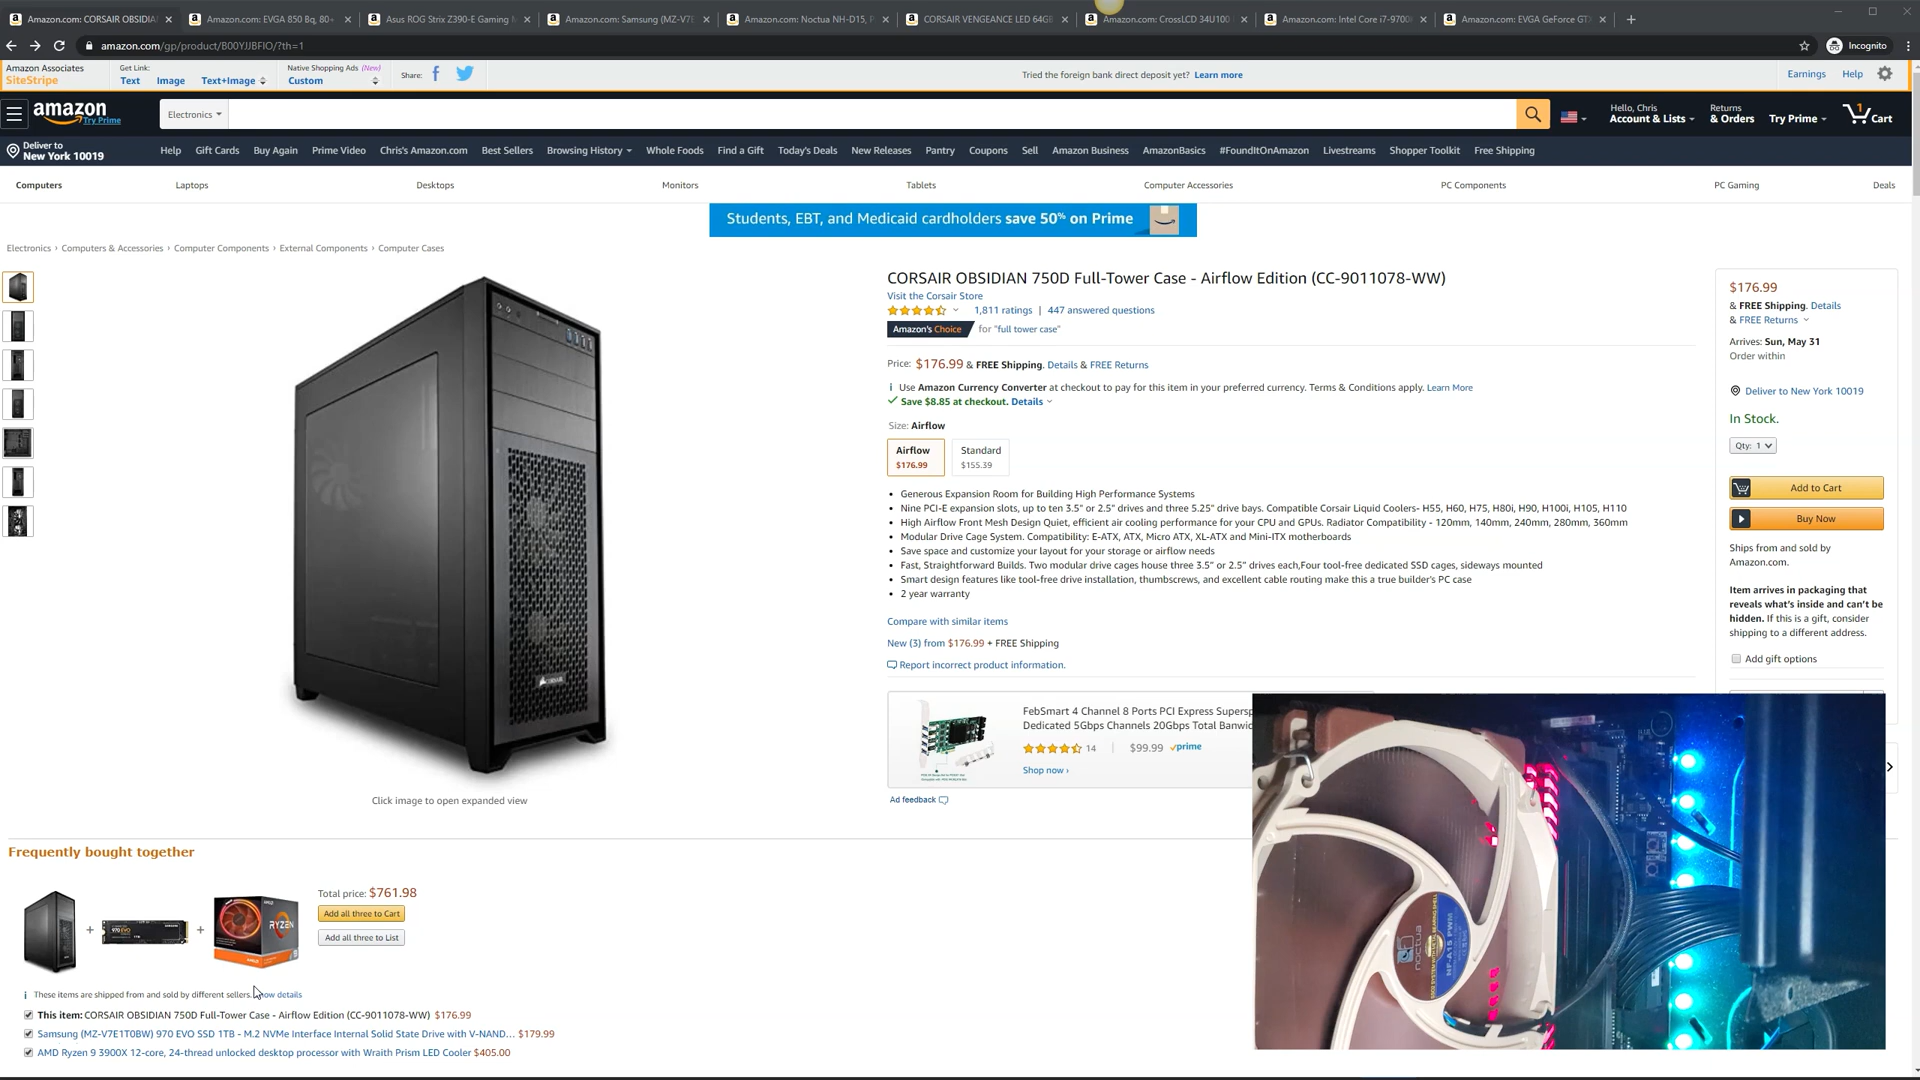 Amazon.com: CORSAIR OBSIDIA
Amazon.com: EVGA 850 Bq, 80+
Asus ROG Strix Z390-E Gaming
Amazon.com: Samsung (MZ-V7E
Amazon.com: Noctua NH-D15,
CORSAIR VENGEANCE LED 64G
Amazon.com: CrossLCD 34U100
Amazon.com: Intel Core i7-9700
Amazon.com: EVGA GeForce GT
amazon.com/gp/product/B00YJJBFIO/?th=1
Incognito
Amazon Associates
SiteStripe
Get Link:
Text Image Text+Image
Native Shopping Ads (New)
Custom
Share:
Tried the foreign bank direct deposit yet? Learn more
Earnings Help
amazon
Try Prime
Electronics
Hello, Chris
Account & Lists
Returns
& Orders
Try Prime
1
Cart
Deliver to
New York 10019
Help Gift Cards Buy Again Prime Video Chris's Amazon.com Best Sellers Browsing History Whole Foods Find a Gift Today's Deals New Releases Pantry Coupons Sell Amazon Business AmazonBasics #FoundItOnAmazon Livestreams Shopper Toolkit Free Shipping
Computers Laptops Desktops Monitors Tablets Computer Accessories PC Components PC Gaming Deals
Students, EBT, and Medicaid cardholders save 50% on Prime
Electronics › Computers & Accessories › Computer Components › External Components › Computer Cases
CORSAIR OBSIDIAN 750D Full-Tower Case - Airflow Edition (CC-9011078-WW)
Visit the Corsair Store
1,811 ratings | 447 answered questions
Amazon's Choice for "full tower case"
Price: $176.99 & FREE Shipping. Details & FREE Returns
i Use Amazon Currency Converter at checkout to pay for this item in your preferred currency. Terms & Conditions apply. Learn More
Save $8.85 at checkout. Details
Size: Airflow
Airflow
$176.99
Standard
$155.39
• Generous Expansion Room for Building High Performance Systems
• Nine PCI-E expansion slots, up to ten 3.5" or 2.5" drives and three 5.25" drive bays. Compatible Corsair Liquid Coolers- H55, H60, H75, H80i, H90, H100i, H105, H110
• High Airflow Front Mesh Design Quiet, efficient air cooling performance for your CPU and GPUs. Radiator Compatibility - 120mm, 140mm, 240mm, 280mm, 360mm
• Modular Drive Cage System. Compatibility: E-ATX, ATX, Micro ATX, XL-ATX and Mini-ITX motherboards
• Save space and customize your layout for your storage or airflow needs
• Fast, Straightforward Builds. Two modular drive cages house three 3.5" or 2.5" drives each,Four tool-free dedicated SSD cages, sideways mounted
• Smart design features like tool-free drive installation, thumbscrews, and excellent cable routing make this a true builder's PC case
• 2 year warranty
Compare with similar items
New (3) from $176.99 + FREE Shipping
Report incorrect product information.
FebSmart 4 Channel 8 Ports PCI Express Supersp
Dedicated 5Gbps Channels 20Gbps Total Banwi
14 | $99.99 prime
Shop now ›
Ad feedback
$176.99
& FREE Shipping. Details
& FREE Returns
Arrives: Sun, May 31
Order within
Deliver to New York 10019
In Stock.
Qty: 1
Add to Cart
Buy Now
Ships from and sold by
Amazon.com.
Item arrives in packaging that
reveals what's inside and can't be
hidden. If this is a gift, consider
shipping to a different address.
Add gift options
CORSAIR
Click image to open expanded view
Frequently bought together
+
+
RYZEN
Total price: $761.98
Add all three to Cart
Add all three to List
i These items are shipped from and sold by different sellers. details
This item: CORSAIR OBSIDIAN 750D Full-Tower Case - Airflow Edition (CC-9011078-WW) $176.99
Samsung (MZ-V7E1T0BW) 970 EVO SSD 1TB - M.2 NVMe Interface Internal Solid State Drive with V-NAND... $179.99
AMD Ryzen 9 3900X 12-core, 24-thread unlocked desktop processor with Wraith Prism LED Cooler $405.00
noctua
NF-A15 PWM